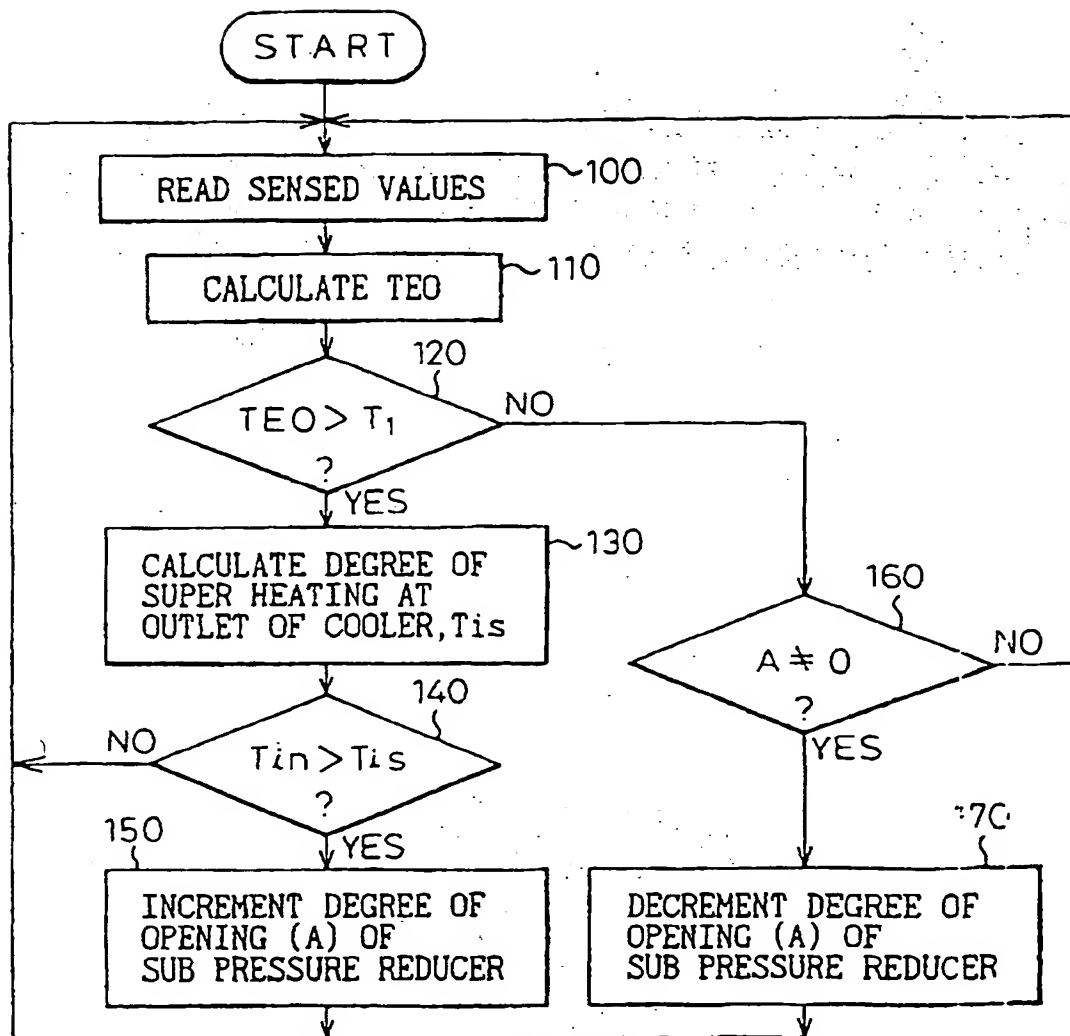 START
READ SENSED VALUES
100
CALCULATE TEO
110
120
TEO > T₁
?
NO
YES
CALCULATE DEGREE OF
SUPER HEATING AT
OUTLET OF COOLER, Tis
130
160
A ≠ 0
?
NO
YES
140
Tin > Tis
?
NO
YES
150
INCREMENT DEGREE OF
OPENING (A) OF
SUB PRESSURE REDUCER
DECREMENT DEGREE OF
OPENING (A) OF
SUB PRESSURE REDUCER